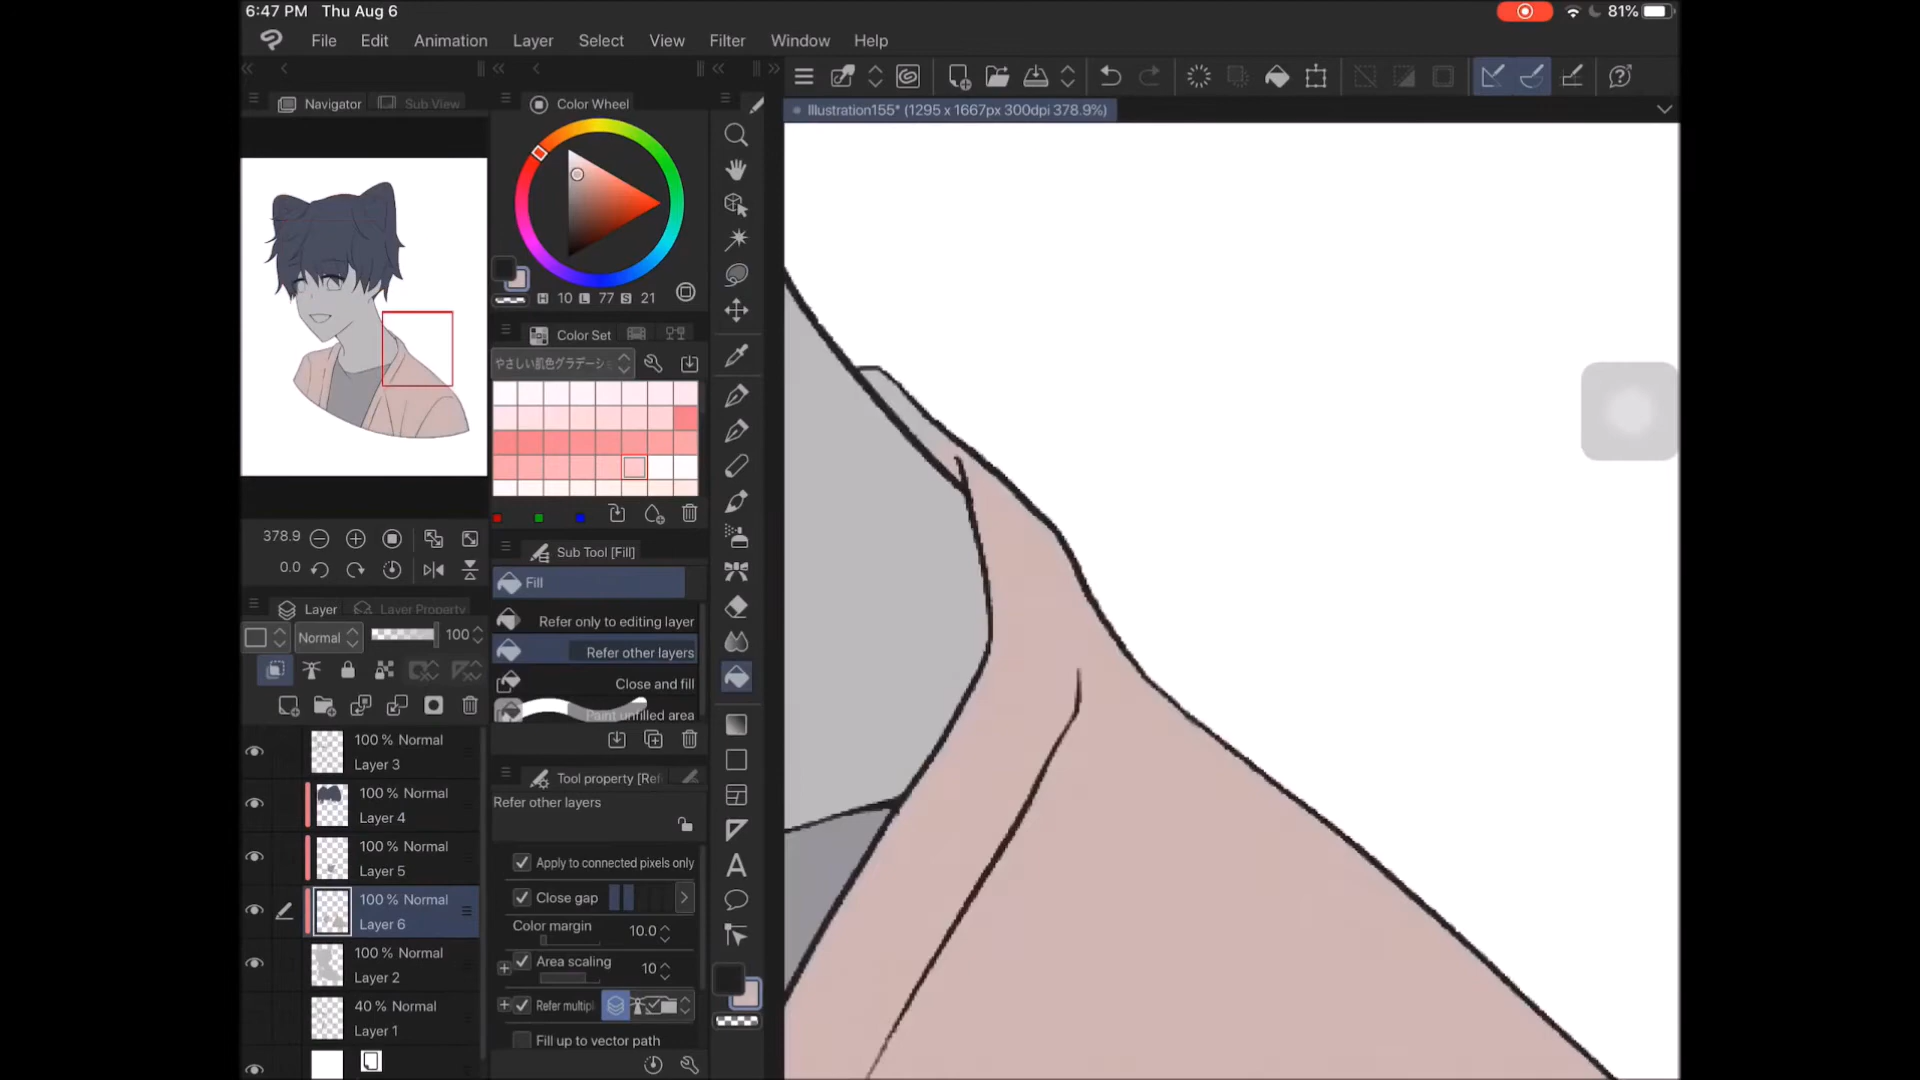 6:47 PM Thu Aug 6
81%
File Edit Animation Layer Select View Filter Window Help
Illustration155* (1295 x 1667px 300dpi 378.9%)
Navigator Sub View
Color Wheel
H 10 L 77 S 21
Color Set
やさしい肌色グラデーショ
378.9
0.0
Sub Tool [Fill]
Fill
Refer only to editing layer
Refer other layers
Close and fill
Paint unfilled area
Layer Layer Property
Normal 100
100 % Normal
Layer 3
100 % Normal
Layer 4
100 % Normal
Layer 5
100 % Normal
Layer 6
100 % Normal
Layer 2
40 % Normal
Layer 1
Tool property [Ref
Refer other layers
Apply to connected pixels only
Close gap
Color margin 10.0
Area scaling 10
Refer multipl
Fill up to vector path